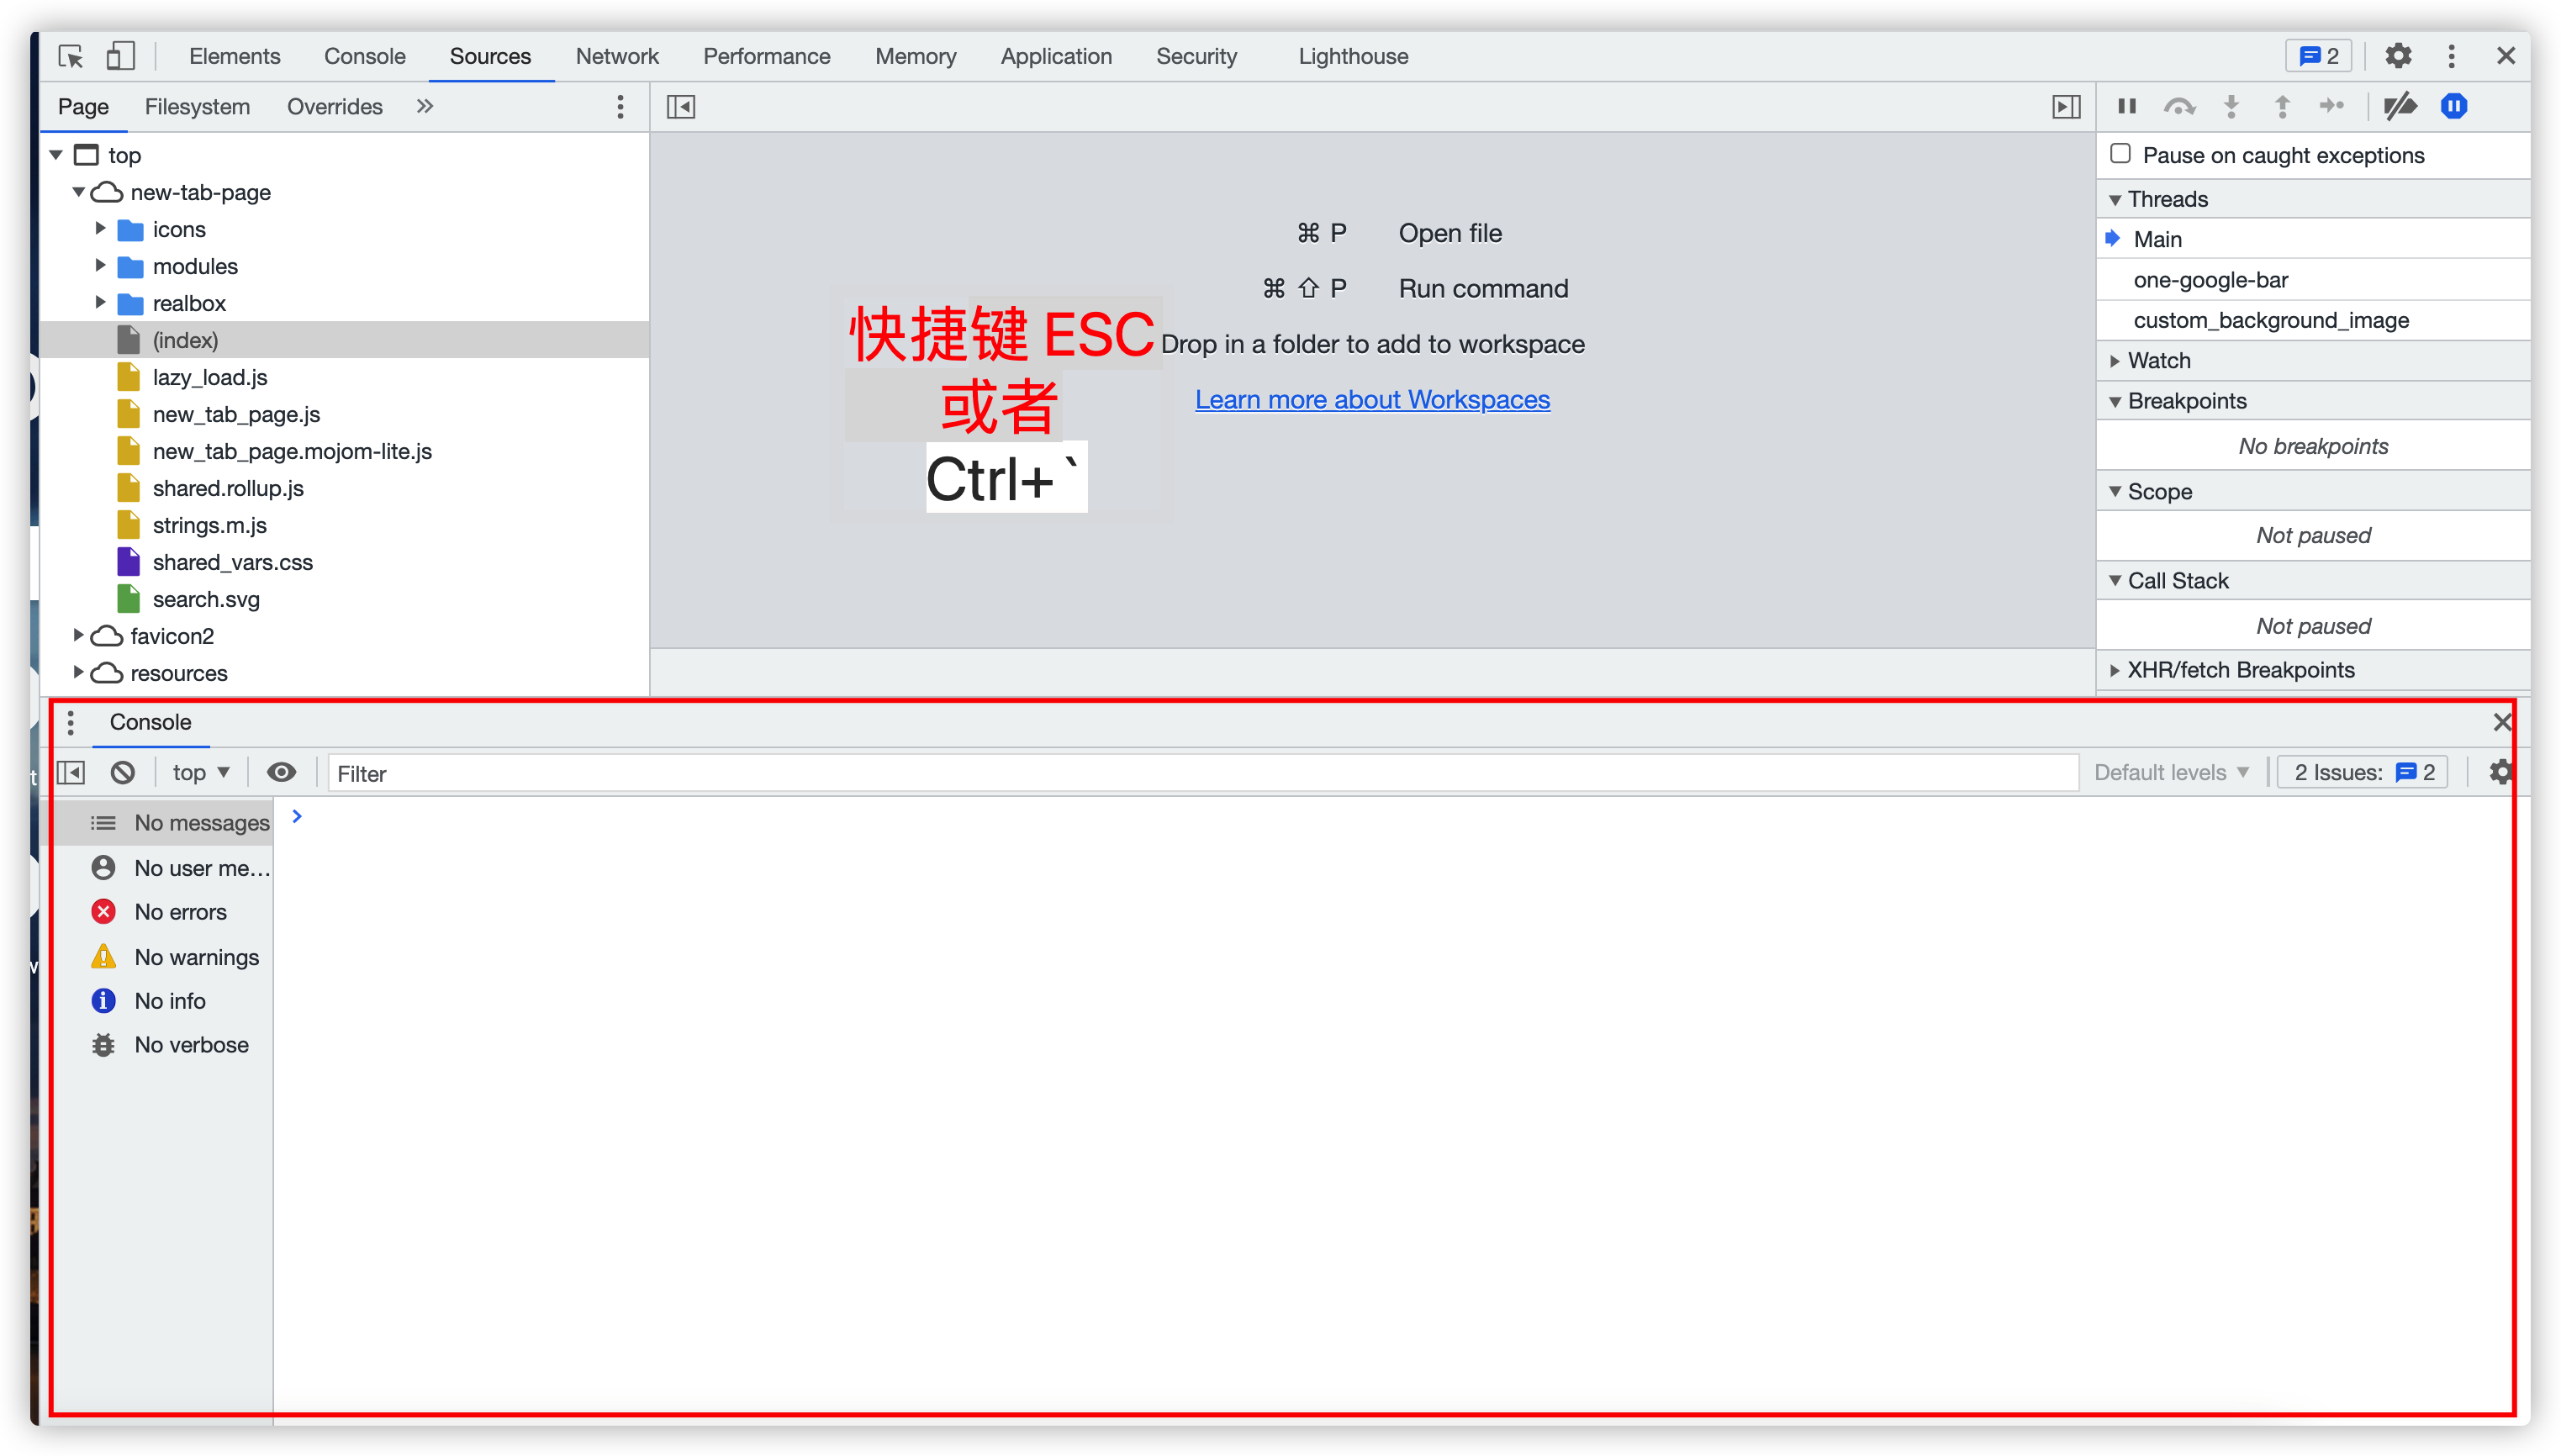 Elements Console Sources Network Performance Memory Application Security Lighthouse 2
Page Filesystem Overrides
top
new-tab-page
icons
modules
realbox
(index)
lazy_load.js
new_tab_page.js
new_tab_page.mojom-lite.js
shared.rollup.js
strings.m.js
shared_vars.css
search.svg
favicon2
resources
⌘ P Open file
⌘ ⇧ P Run command
Drop in a folder to add to workspace
Learn more about Workspaces
快捷键 ESC
或者
Ctrl+`
Pause on caught exceptions
Threads
Main
one-google-bar
custom_background_image
Watch
Breakpoints
No breakpoints
Scope
Not paused
Call Stack
Not paused
XHR/fetch Breakpoints
Console
top Filter Default levels 2 Issues: 2
No messages
No user me…
No errors
No warnings
No info
No verbose